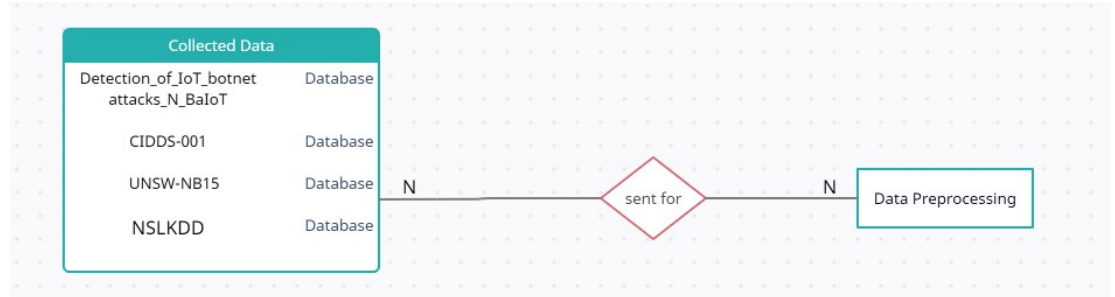 Collected Data
Detection_of_IoT_botnet Database
attacks_N_BaIoT
CIDDS-001 Database
UNSW-NB15 Database
NSLKDD Database
N
sent for
N
Data Preprocessing